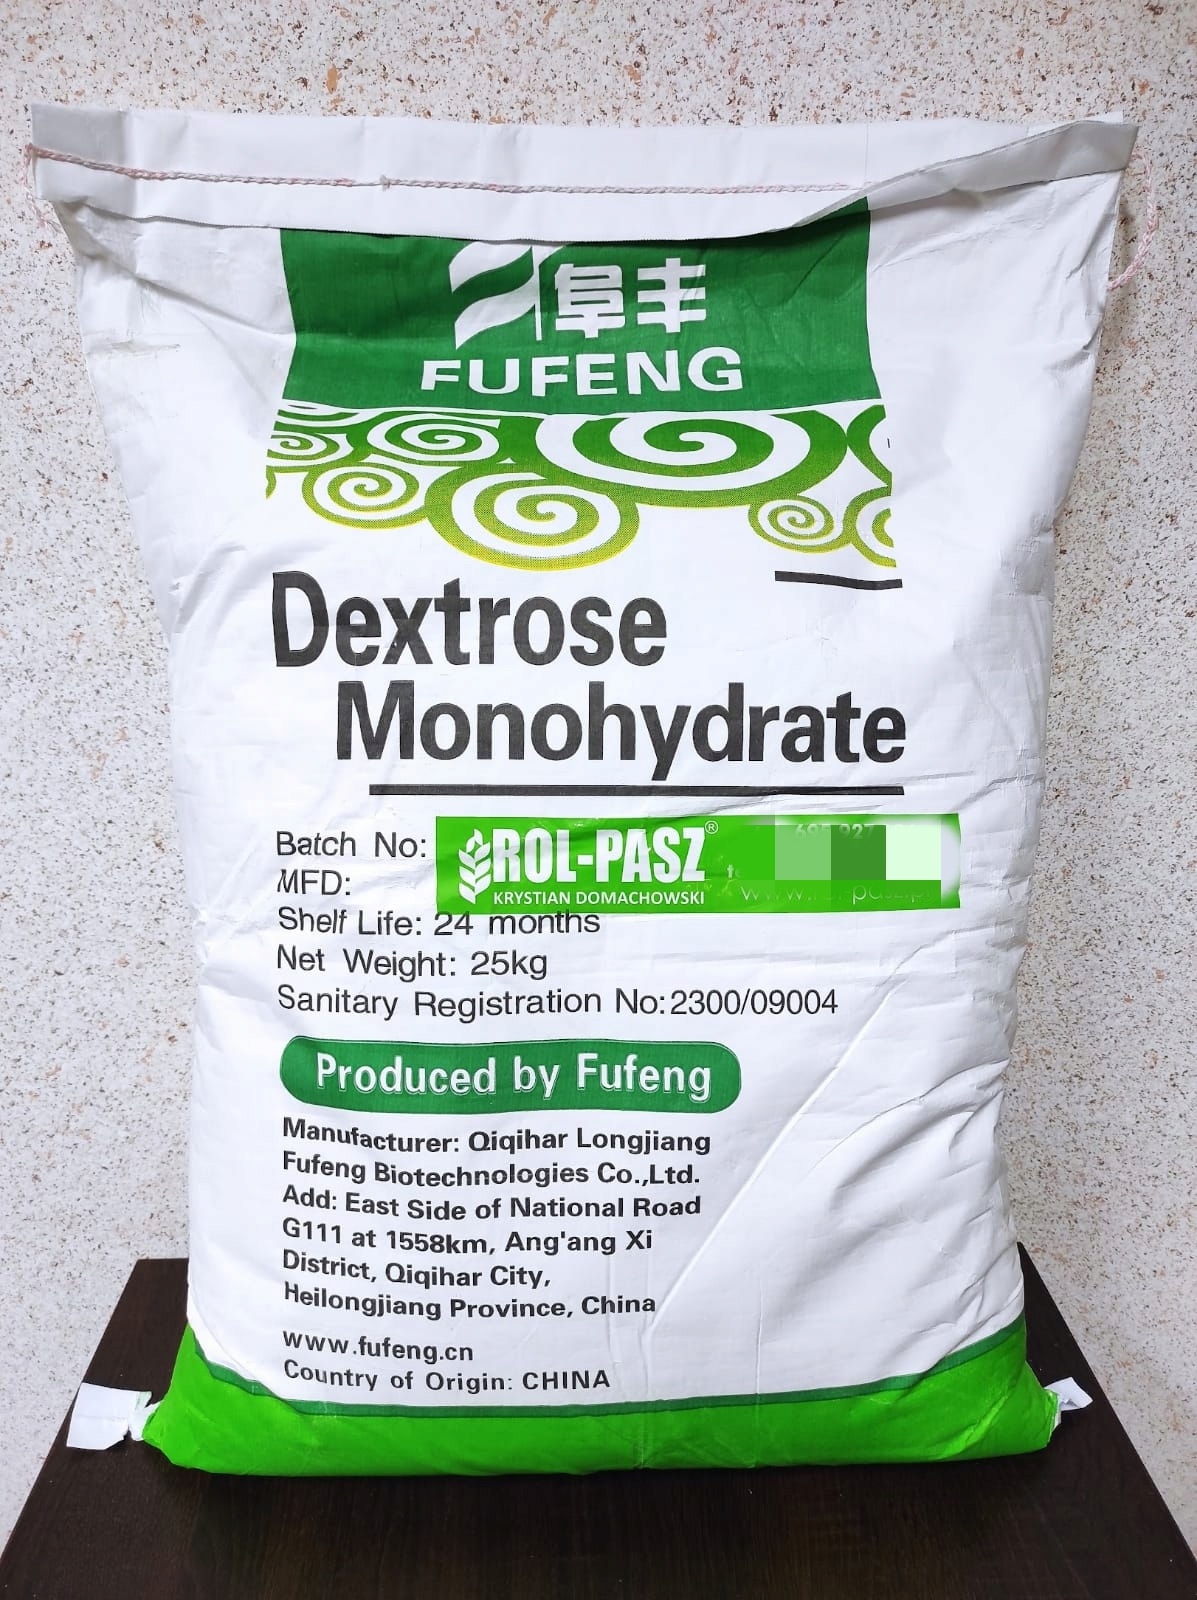 阜丰
FUFENG
Dextrose
Monohydrate
Batch No:
ROL-PASZ®
KRYSTIAN DOMACHOWSKI
MFD:
Shelf Life: 24 months
Net Weight: 25kg
Sanitary Registration No:2300/09004
Produced by Fufeng
Manufacturer: Qiqihar Longjiang
Fufeng Biotechnologies Co.,Ltd.
Add: East Side of National Road
G111 at 1558km, Ang'ang Xi
District, Qiqihar City,
Heilongjiang Province, China
www.fufeng.cn
Country of Origin: CHINA